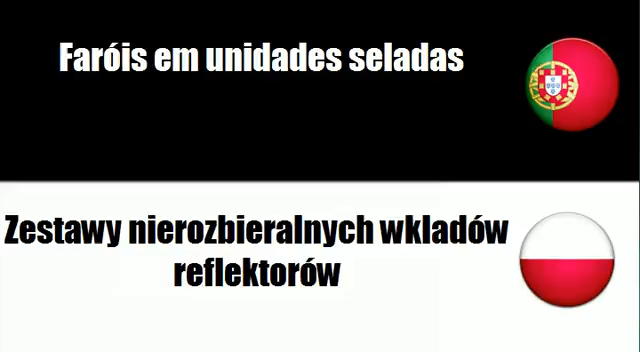 Faróis em unidades seladas
Zestawy nierozbieralnych wkladów
reflektorów